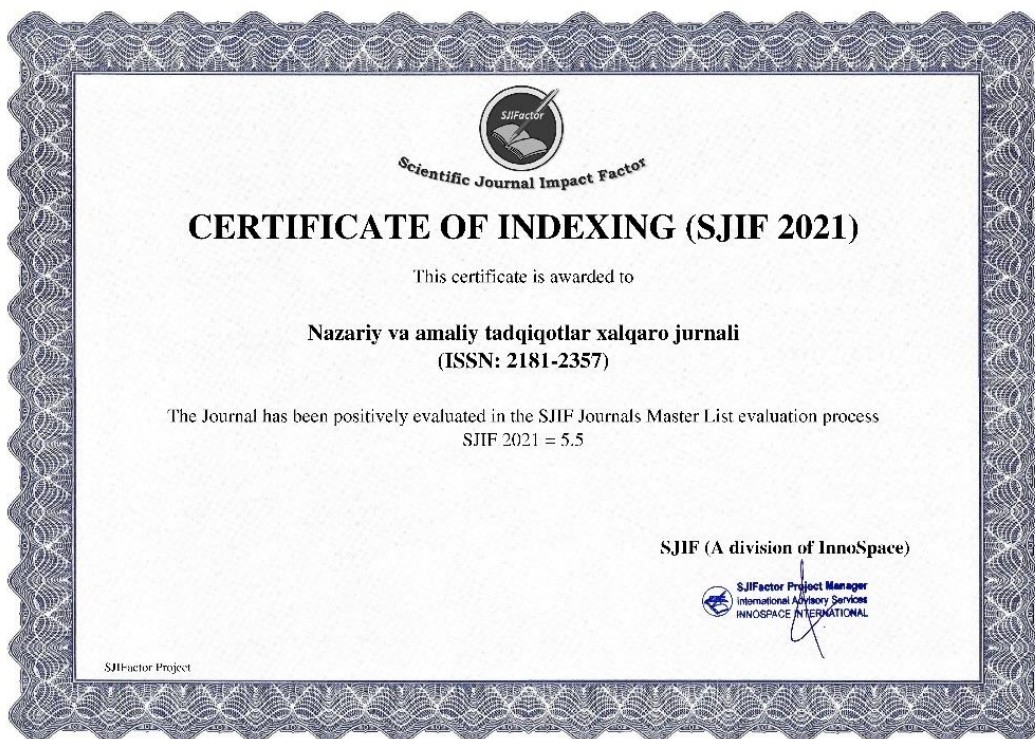 SJIFactor
Scientific Journal Impact Factor
CERTIFICATE OF INDEXING (SJIF 2021)
This certificate is awarded to
Nazariy va amaliy tadqiqotlar xalqaro jurnali
(ISSN: 2181-2357)
The Journal has been positively evaluated in the SJIF Journals Master List evaluation process
SJIF 2021 = 5.5
SJIF (A division of InnoSpace)
SJIFactor Project Manager
International Advisory Services
INNOSPACE INTERNATIONAL
SJIFactor Project